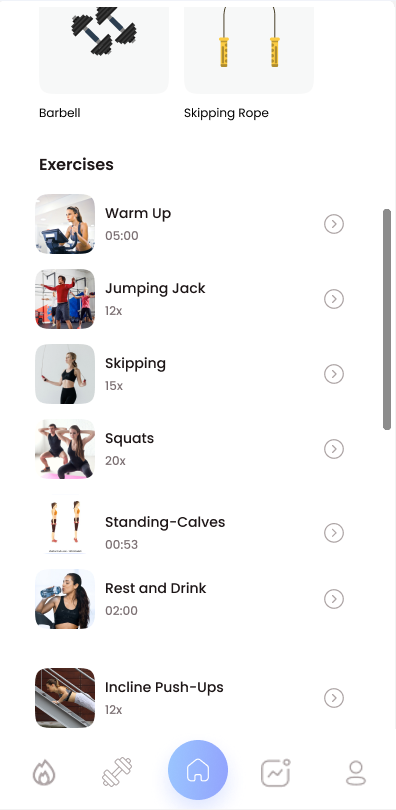 Barbell
Skipping Rope
Exercises
Warm Up
05:00
Jumping Jack
12x
Skipping
15x
Squats
20x
Standing-Calves
00:53
Rest and Drink
02:00
Incline Push-Ups
12x